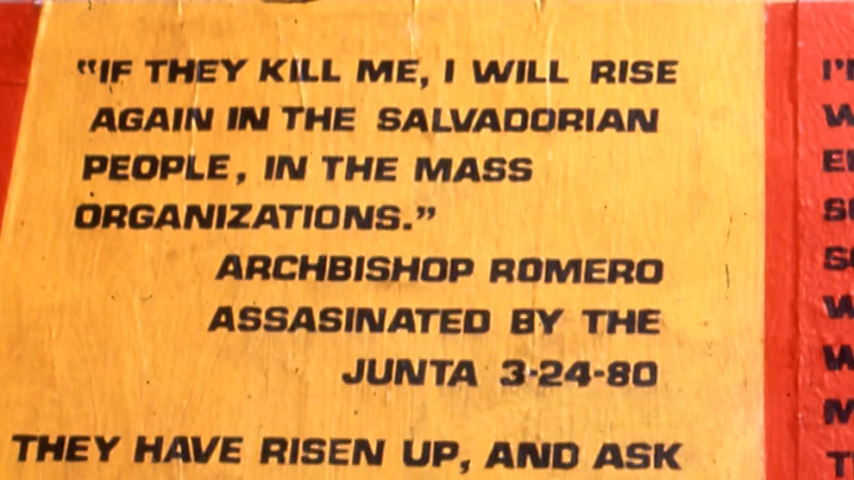 "IF THEY KILL ME, I WILL RISE
AGAIN IN THE SALVADORIAN
PEOPLE, IN THE MASS
ORGANIZATIONS."
ARCHBISHOP ROMERO
ASSASINATED BY THE
JUNTA 3-24-80
THEY HAVE RISEN UP, AND ASK